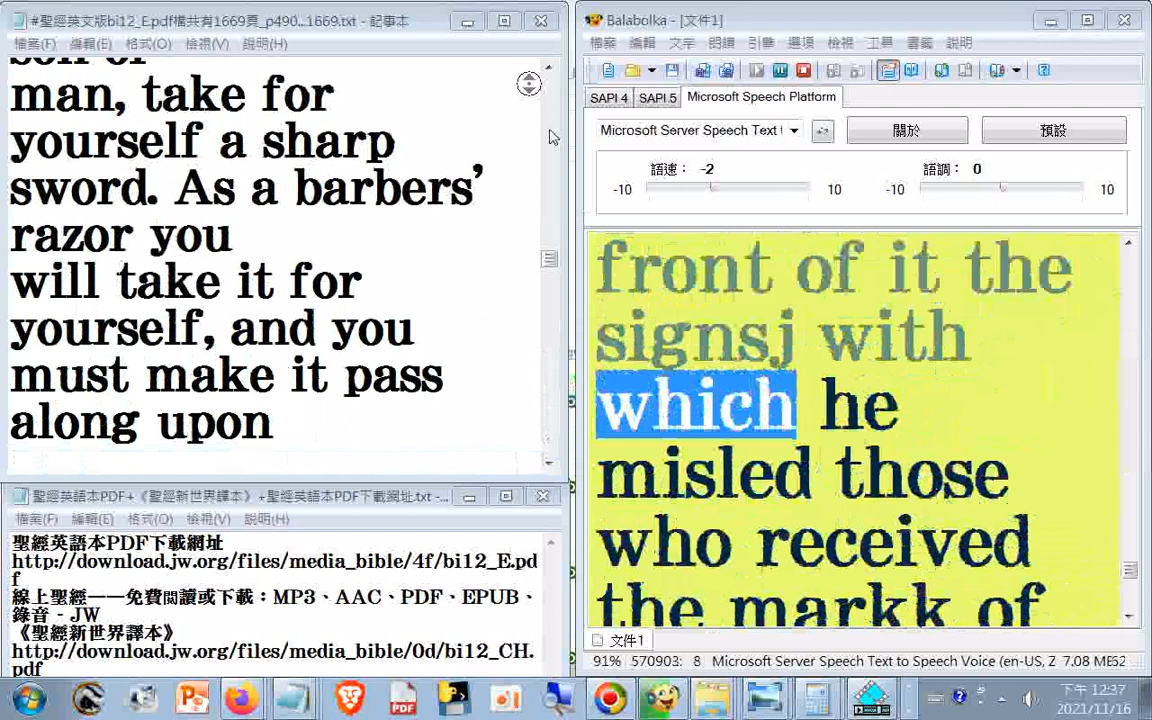 #聖經英文版bi12_E.pdf橫共有1669頁_p490...1669.txt - 記事本
檔案(F) 編輯(E) 格式(O) 檢視(V) 說明(H)
son of
man, take for
yourself a sharp
sword. As a barbers’
razor you
will take it for
yourself, and you
must make it pass
along upon
聖經英語本PDF+《聖經新世界譯本》+聖經英語本PDF下載網址.txt -...
檔案(F) 編輯(E) 格式(O) 檢視(V) 說明(H)
聖經英語本PDF下載網址
http://download.jw.org/files/media_bible/4f/bi12_E.pd
f
線上聖經——免費閱讀或下載：MP3、AAC、PDF、EPUB、
錄音 - JW
《聖經新世界譯本》
http://download.jw.org/files/media_bible/0d/bi12_CH.
pdf
Balabolka - [文件1]
檔案 編輯 文字 朗讀 引擎 選項 檢視 工具 書籤 說明
SAPI 4 SAPI 5 Microsoft Speech Platform
Microsoft Server Speech Text 關於 預設
語速： -2 語調： 0
-10 10 -10 10
front of it the
signsj with
which he
misled those
who received
the markk of
文件1
91% 570903: 8 Microsoft Server Speech Text to Speech Voice (en-US, Z 7.08 ME52
PDF
下午 12:37
2021/11/16